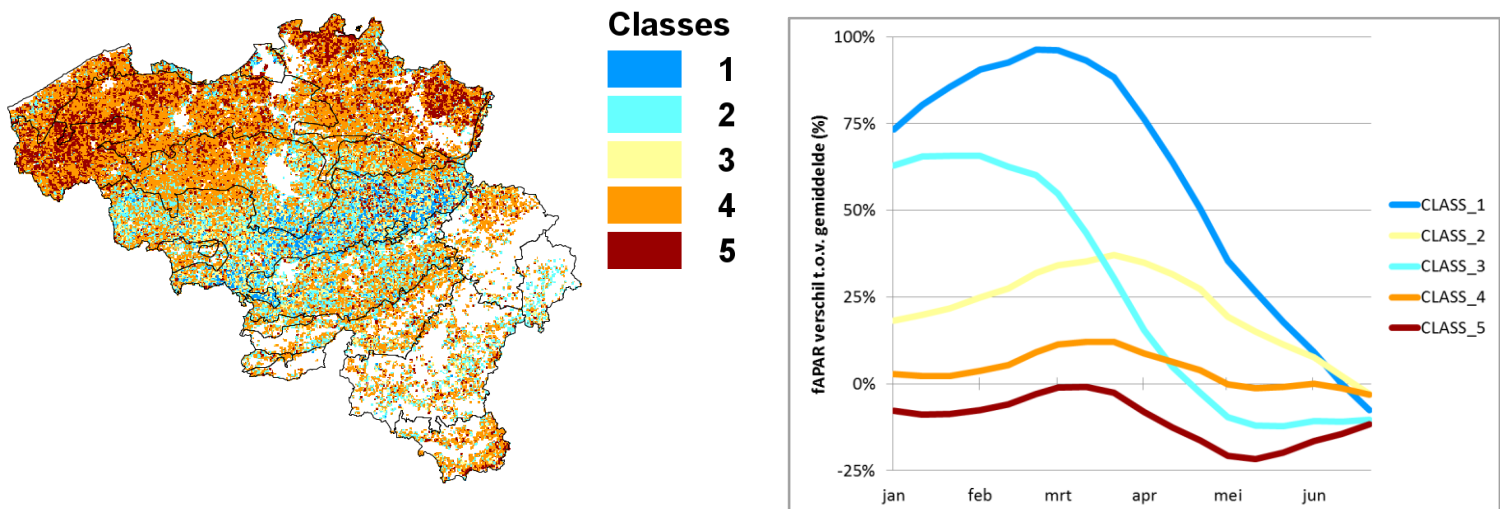 Classes
1
2
3
4
5
fAPAR verschil t.o.v. gemiddelde (%)
100%
75%
50%
25%
0%
-25%
jan feb mrt apr mei jun
CLASS_1
CLASS_2
CLASS_3
CLASS_4
CLASS_5